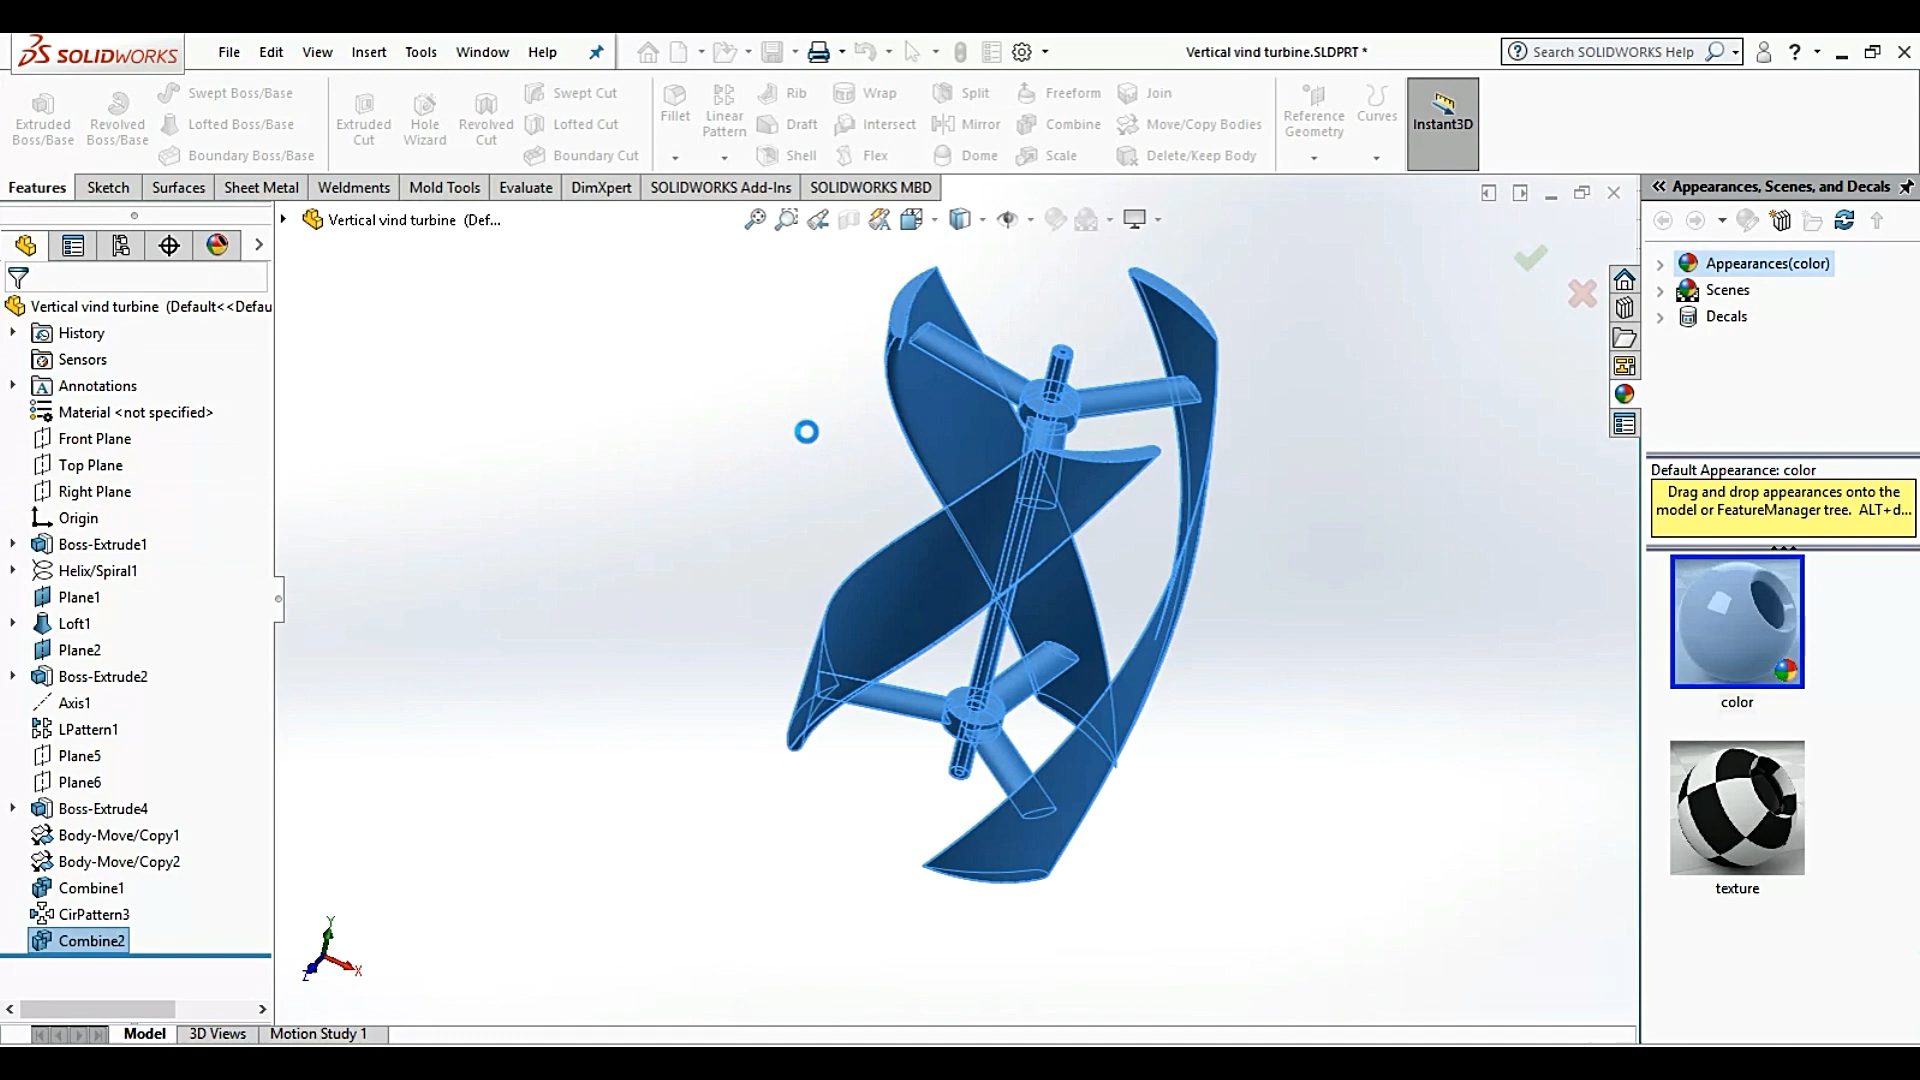 SOLIDWORKS
File Edit View Insert Tools Window Help
Vertical vind turbine.SLDPRT *
Search SOLIDWORKS Help
Extruded Boss/Base
Revolved Boss/Base
Swept Boss/Base
Lofted Boss/Base
Boundary Boss/Base
Extruded Cut
Hole Wizard
Revolved Cut
Swept Cut
Lofted Cut
Boundary Cut
Fillet
Linear Pattern
Rib
Draft
Shell
Wrap
Intersect
Flex
Split
Mirror
Dome
Freeform
Combine
Scale
Join
Move/Copy Bodies
Delete/Keep Body
Reference Geometry
Curves
Instant3D
Features Sketch Surfaces Sheet Metal Weldments Mold Tools Evaluate DimXpert SOLIDWORKS Add-Ins SOLIDWORKS MBD
Vertical vind turbine (Def...
Vertical vind turbine (Default<<Defau
History
Sensors
Annotations
Material <not specified>
Front Plane
Top Plane
Right Plane
Origin
Boss-Extrude1
Helix/Spiral1
Plane1
Loft1
Plane2
Boss-Extrude2
Axis1
LPattern1
Plane5
Plane6
Boss-Extrude4
Body-Move/Copy1
Body-Move/Copy2
Combine1
CirPattern3
Combine2
Y
X
Z
Model 3D Views Motion Study 1
Appearances, Scenes, and Decals
Appearances(color)
Scenes
Decals
Default Appearance: color
Drag and drop appearances onto the
model or FeatureManager tree. ALT+d...
color
texture